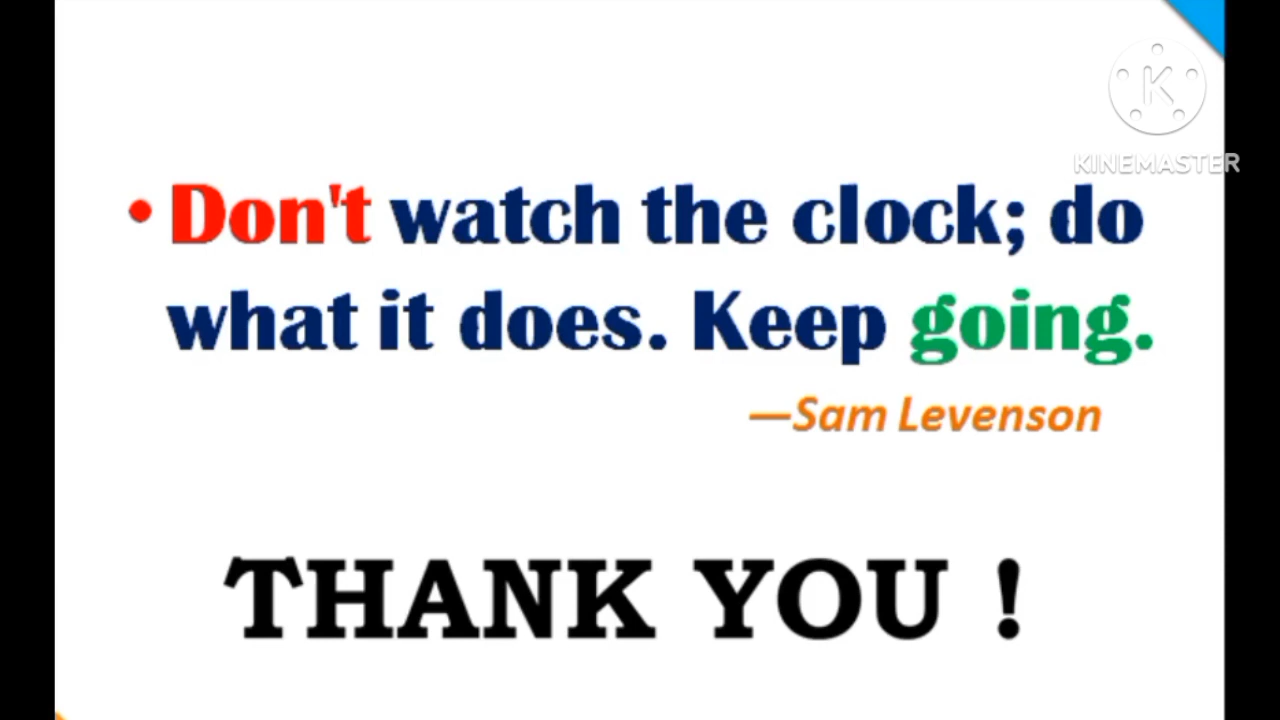 K
KINEMASTER
• Don't watch the clock; do
what it does. Keep going.
—Sam Levenson
THANK YOU !